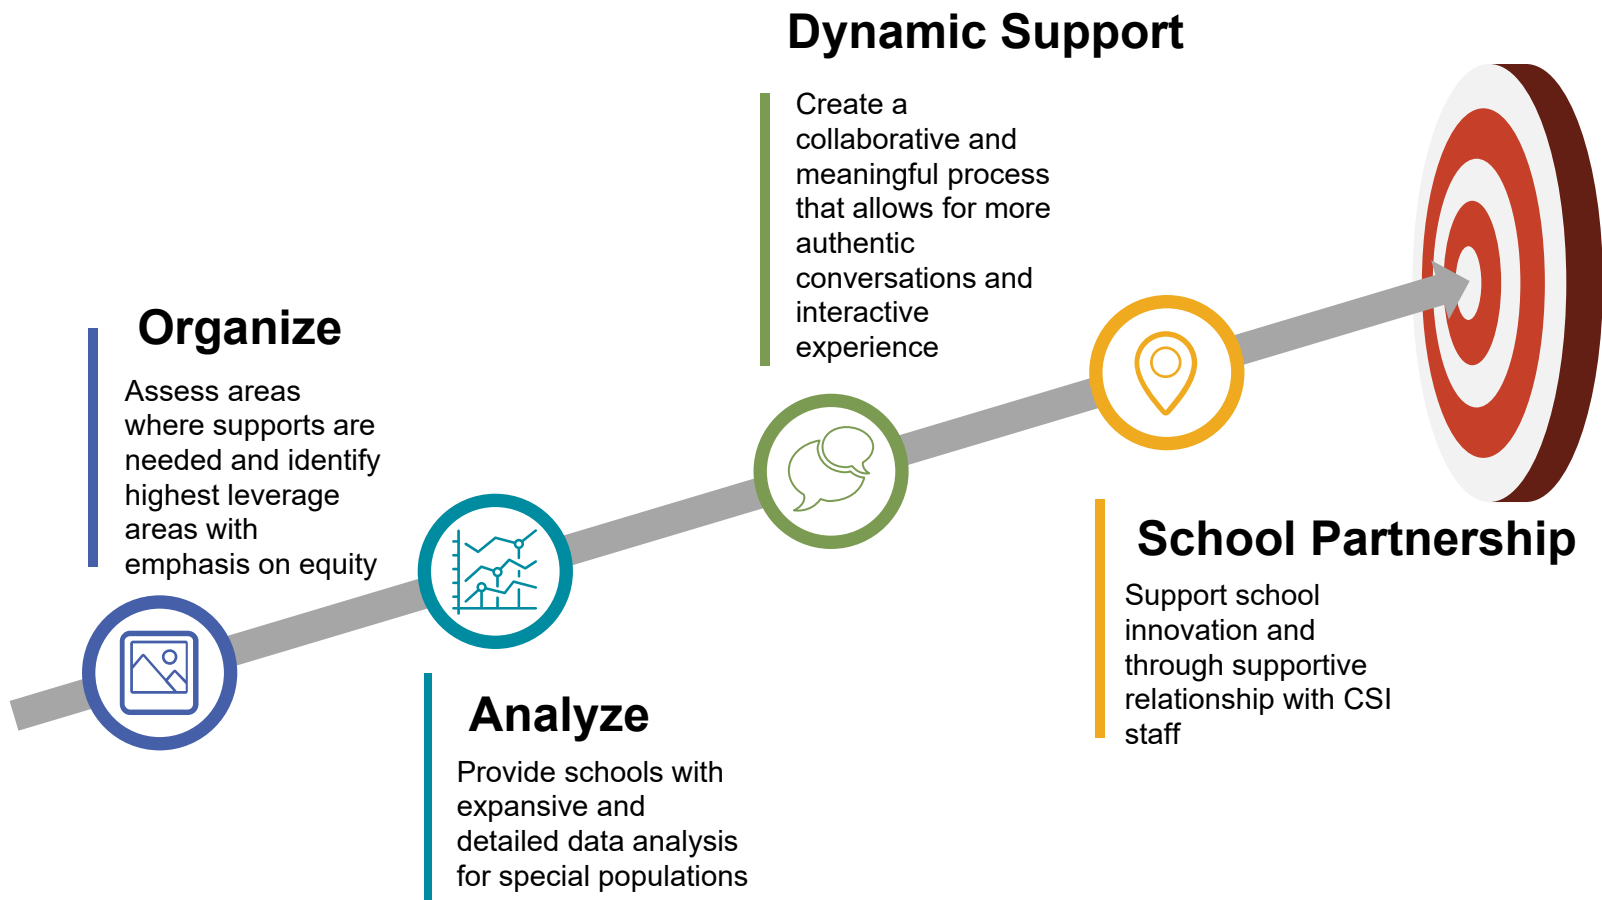 Organize
Assess areas
where supports are
needed and identify
highest leverage
areas with
emphasis on equity
Analyze
Provide schools with
expansive and
detailed data analysis
for special populations
Dynamic Support
Create a
collaborative and
meaningful process
that allows for more
authentic
conversations and
interactive
experience
School Partnership
Support school
innovation and
through supportive
relationship with CSI
staff